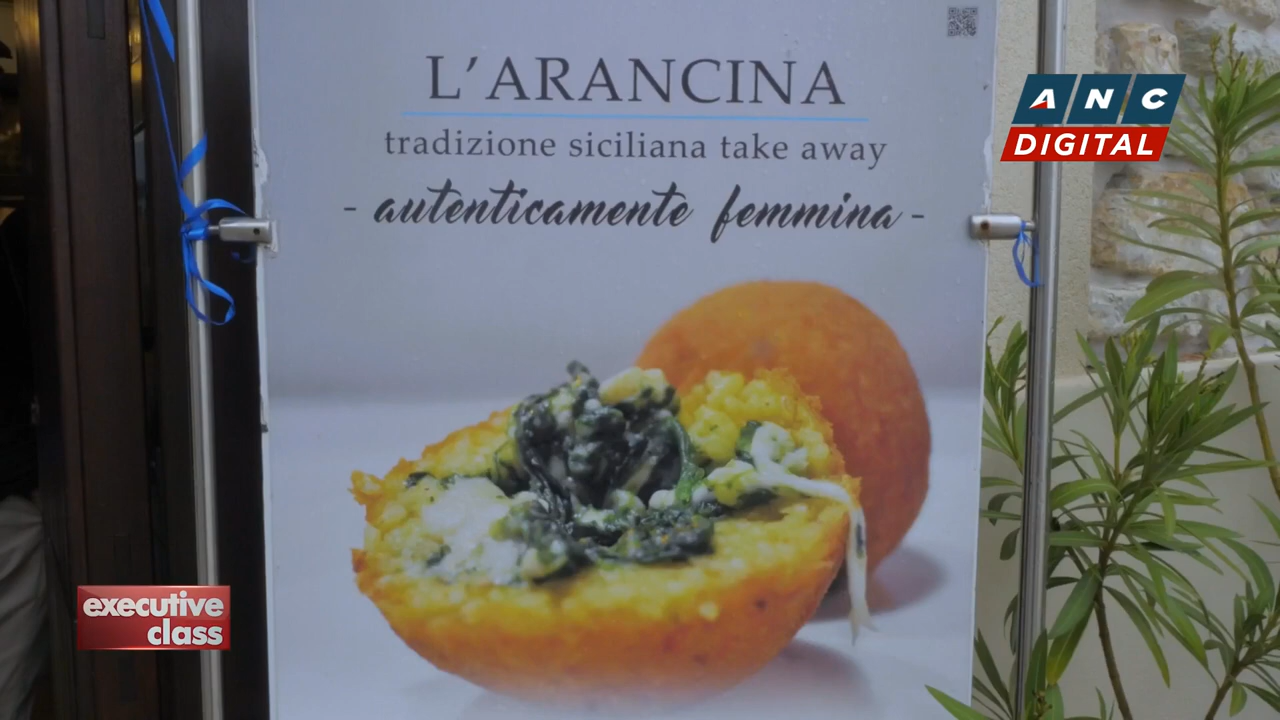 L'ARANCINA
tradizione siciliana take away
- autenticamente femmina -
ANC
DIGITAL
executive
class